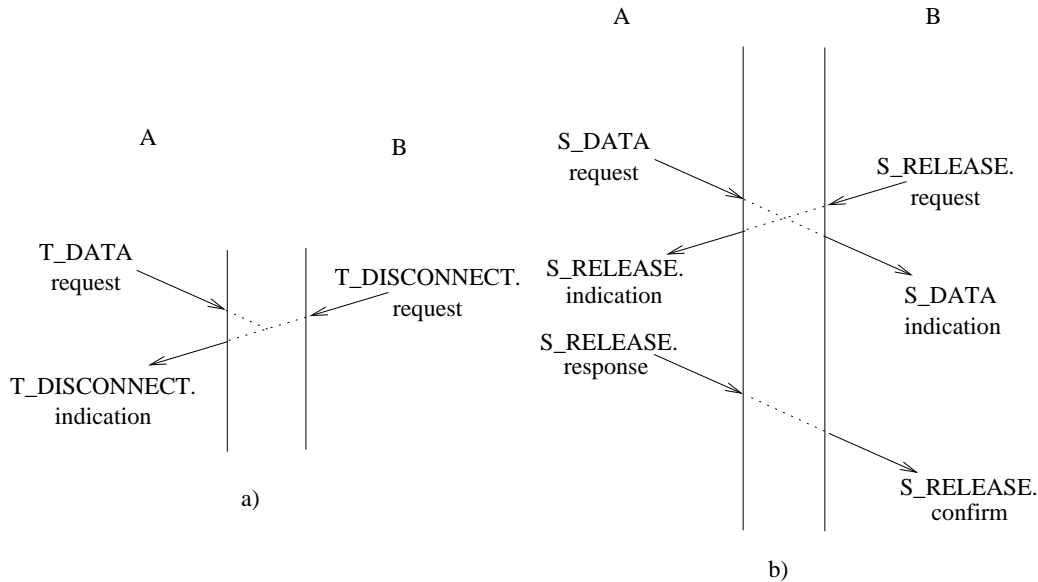 A
B
T_DATA
request
T_DISCONNECT.
request
T_DISCONNECT.
indication
a)
A
B
S_DATA
request
S_RELEASE.
request
S_RELEASE.
indication
S_DATA
indication
S_RELEASE.
response
S_RELEASE.
confirm
b)